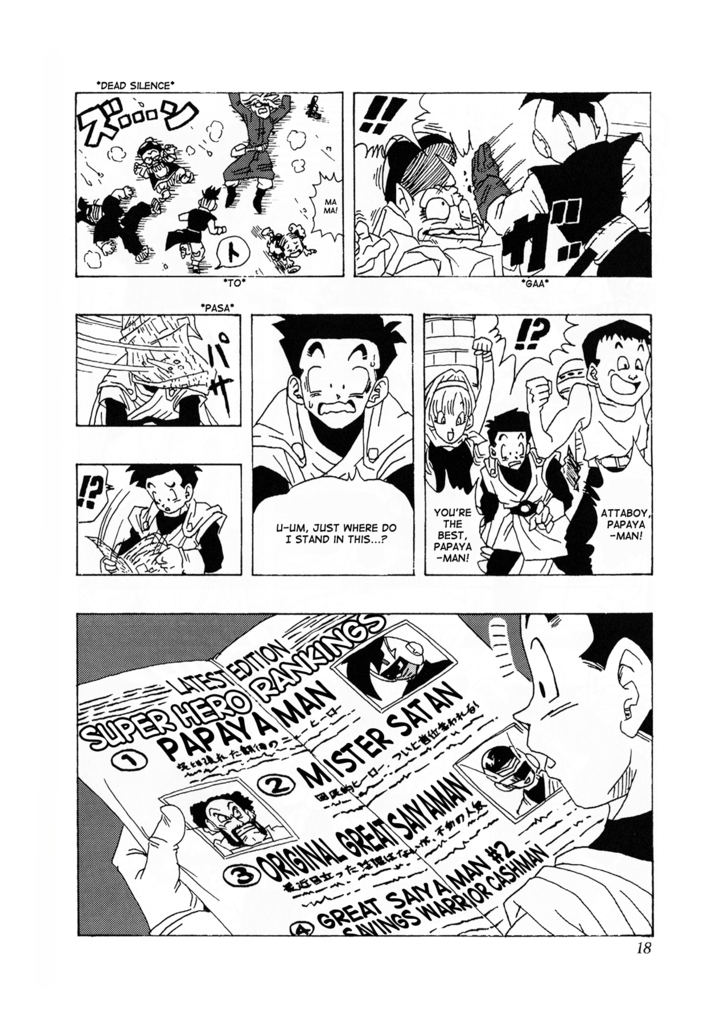 *DEAD SILENCE*
ズ…ン
MA
MA!
ト
*TO*
!!
ガッ
*GAA*
*PASA*
パサ
!?
U-UM, JUST WHERE DO
I STAND IN THIS...?
!?
YOU'RE
THE
BEST,
PAPAYA
-MAN!
ATTABOY,
PAPAYA
-MAN!
LATEST EDITION
SUPER HERO RANKINGS
① PAPAYA MAN
② MISTER SATAN
③ ORIGINAL GREAT SAIYAMAN
④ GREAT SAIYAMAN #2
SAVINGS WARRIOR CASHMAN
18